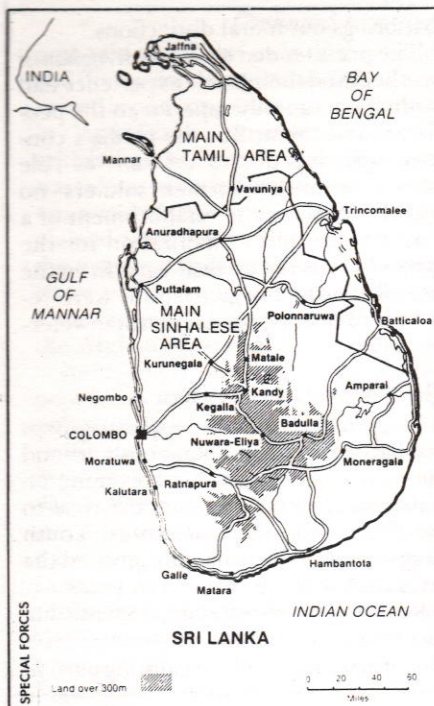 Jaffna
INDIA
BAY
OF
BENGAL
MAIN
TAMIL AREA
Mannar
Vavuniya
Trincomalee
Anuradhapura
GULF
OF
MANNAR
Puttalam
Polonnaruwa
MAIN
SINHALESE
AREA
Batticaloa
Kurunegala
Matale
Kandy
Amparai
Negombo
Kegalla
Badulla
COLOMBO
Nuwara-Eliya
Moratuwa
Moneragala
Ratnapura
Kalutara
Galle
Hambantota
Matara
INDIAN OCEAN
SRI LANKA
SPECIAL FORCES
Land over 300m
0 20 40 60
Miles